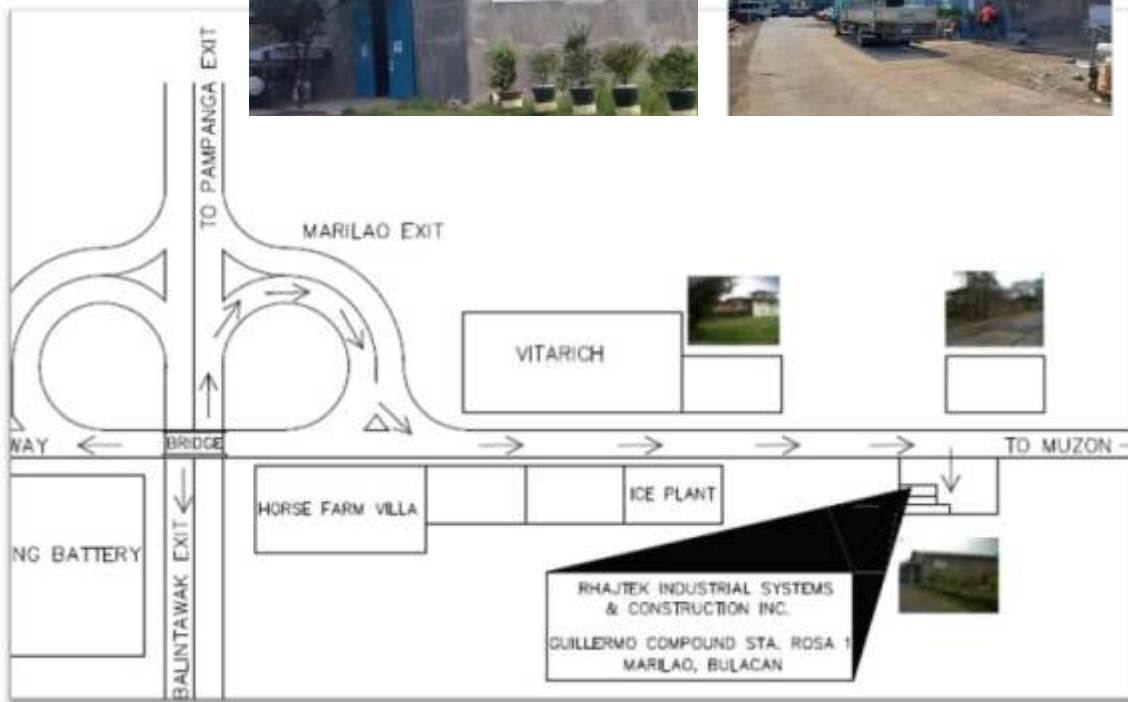 TO PAMPANGA EXIT
MARILAO EXIT
VITARICH
WAY
BRIDGE
TO MUZON
HORSE FARM VILLA
ICE PLANT
NG BATTERY
BALINTAWAK EXIT
RHAJTEK INDUSTRIAL SYSTEMS
& CONSTRUCTION INC.
GUILLERMO COMPOUND STA. ROSA 1
MARILAO, BULACAN